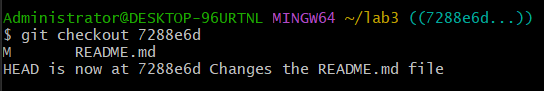 Administrator@DESKTOP-96URTNL MINGW64 ~/lab3 ((7288e6d...))
$ git checkout 7288e6d
M       README.md
HEAD is now at 7288e6d Changes the README.md file